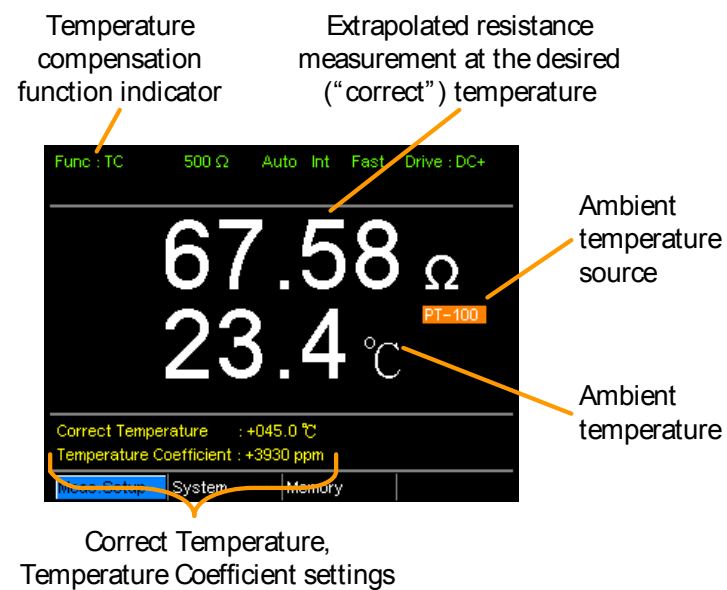 Temperature
compensation
function indicator
Extrapolated resistance
measurement at the desired
(“correct”) temperature
Func : TC 500 Ω Auto Int Fast Drive : DC+
67.58 Ω
PT-100
23.4 °C
Correct Temperature : +045.0 °C
Temperature Coefficient : +3930 ppm
Meas.Setup System Memory
Ambient
temperature
source
Ambient
temperature
Correct Temperature,
Temperature Coefficient settings